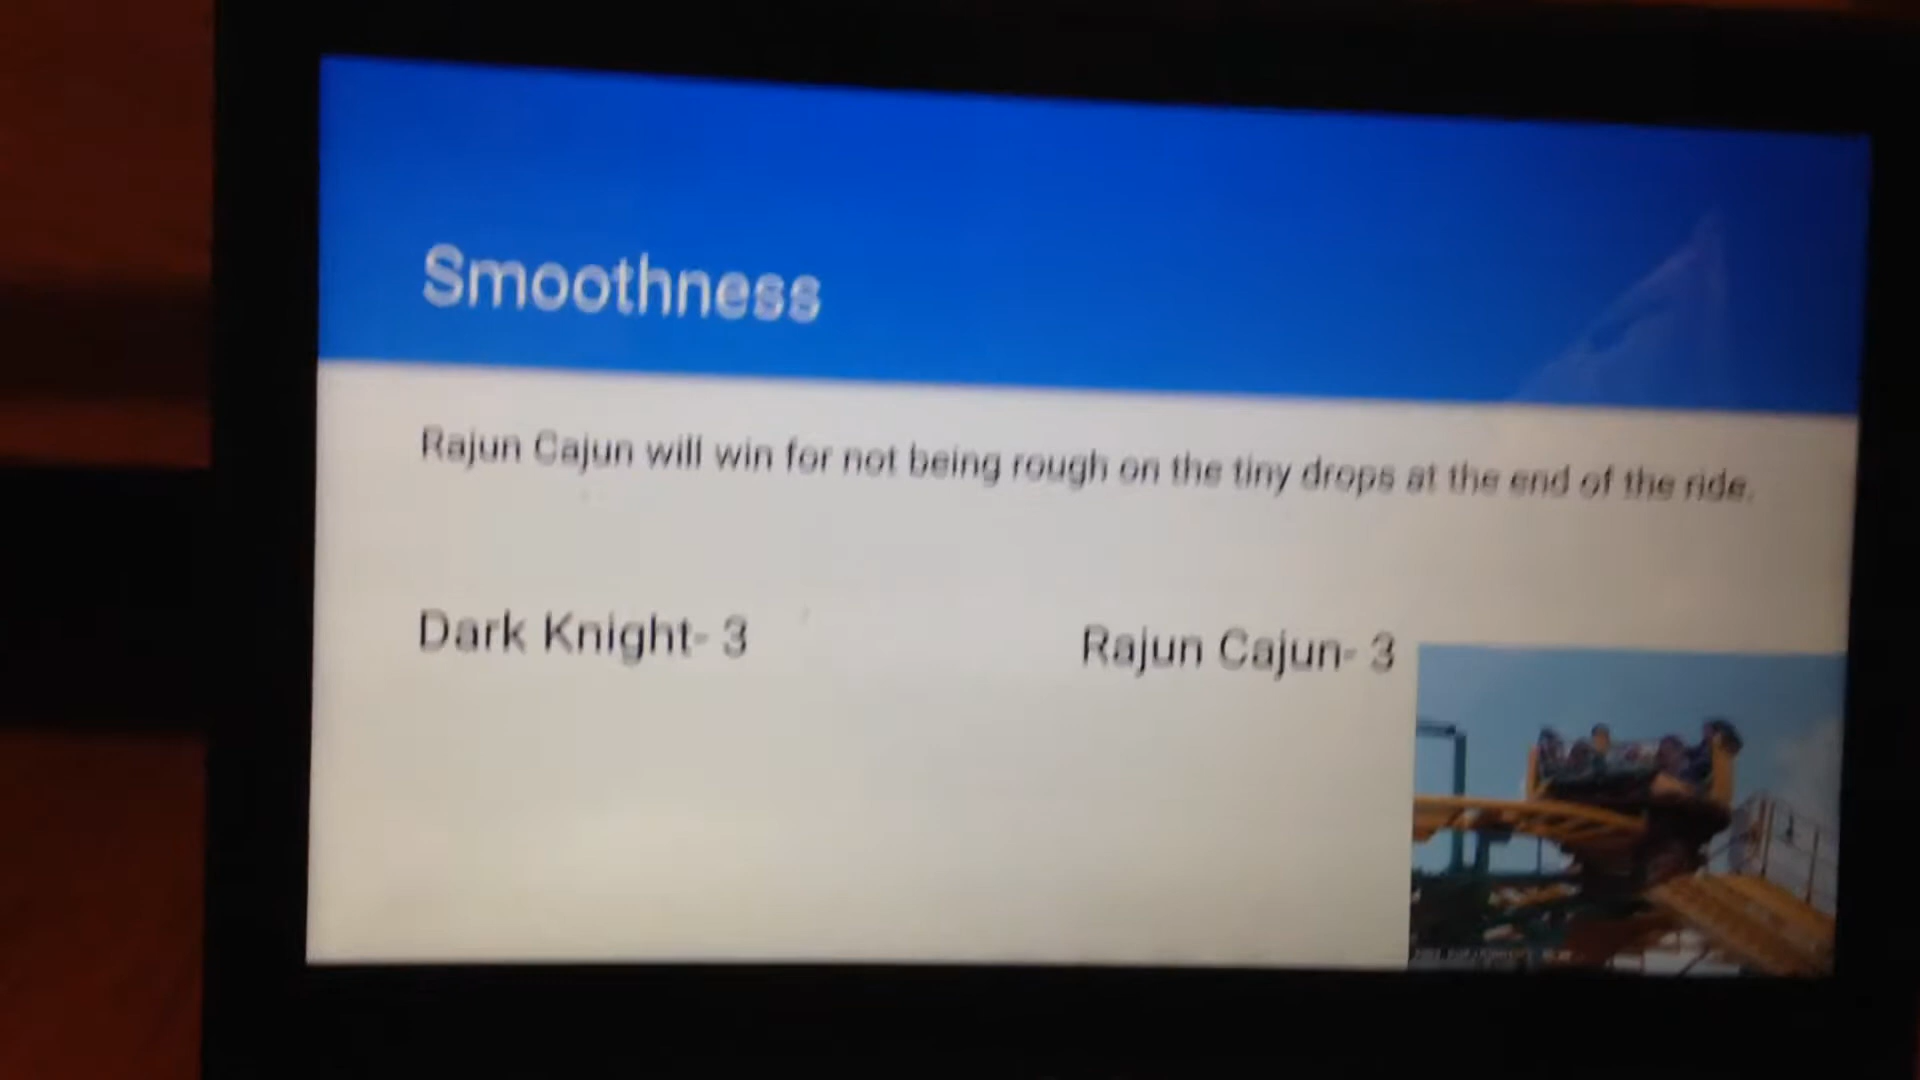 Smoothness
Rajun Cajun will win for not being rough on the tiny drops at the end of the ride.
Dark Knight- 3
Rajun Cajun- 3